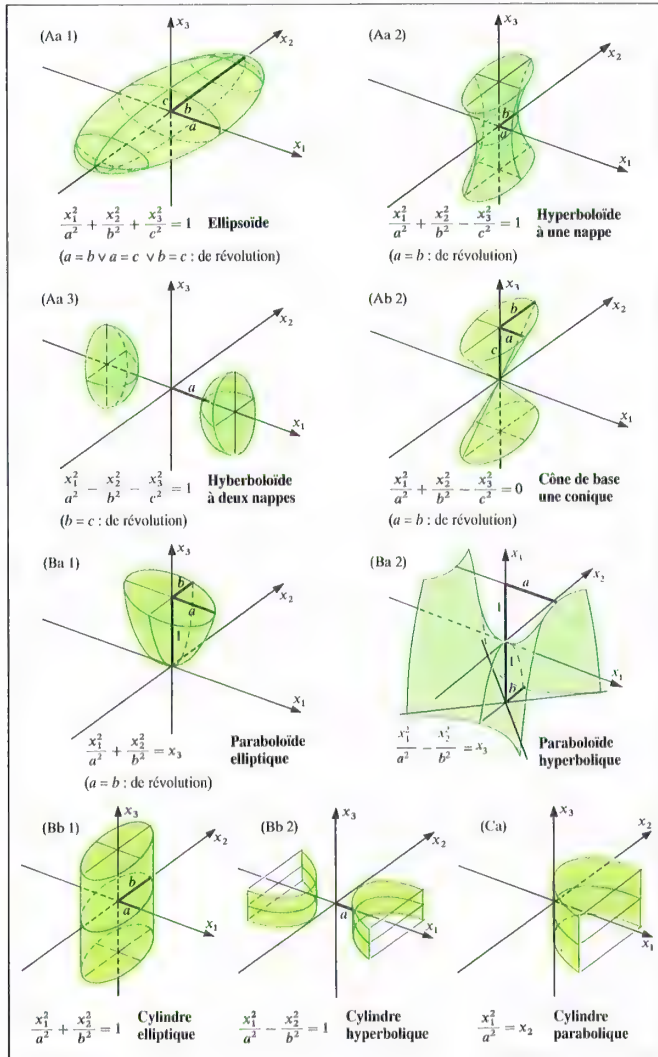 (Aa 1)
x₃
x₂
c
b
a
x₁
x₁²/a² + x₂²/b² + x₃²/c² = 1 Ellipsoïde
(a = b ∨ a = c ∨ b = c : de révolution)
(Aa 2)
x₃
x₂
b
a
x₁
x₁²/a² + x₂²/b² − x₃²/c² = 1 Hyperboloïde
à une nappe
(a = b : de révolution)
(Aa 3)
x₃
x₂
a
x₁
x₁²/a² − x₂²/b² − x₃²/c² = 1 Hyberboloïde
à deux nappes
(b = c : de révolution)
(Ab 2)
x₃
x₂
b
a
c
x₁
x₁²/a² + x₂²/b² − x₃²/c² = 0 Cône de base
une conique
(a = b : de révolution)
(Ba 1)
x₃
x₂
b
a
1
x₁
x₁²/a² + x₂²/b² = x₃ Paraboloïde
elliptique
(a = b : de révolution)
(Ba 2)
x₃
x₂
a
1
1
b
x₁
x₁²/a² − x₂²/b² = x₃ Paraboloïde
hyperbolique
(Bb 1)
x₃
x₂
b
a
x₁
x₁²/a² + x₂²/b² = 1 Cylindre
elliptique
(Bb 2)
x₃
x₂
a
x₁
x₁²/a² − x₂²/b² = 1 Cylindre
hyperbolique
(Ca)
x₃
x₂
x₁
x₁²/a² = x₂ Cylindre
parabolique